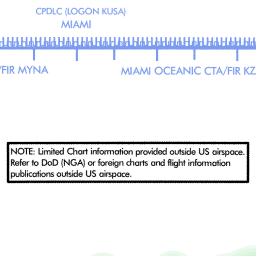 CPDLC (LOGON KUSA)
MIAMI
/FIR MYNA
MIAMI OCEANIC CTA/FIR KZ
NOTE: Limited Chart information provided outside US airspace.
Refer to DoD (NGA) or foreign charts and flight information
publications outside US airspace.